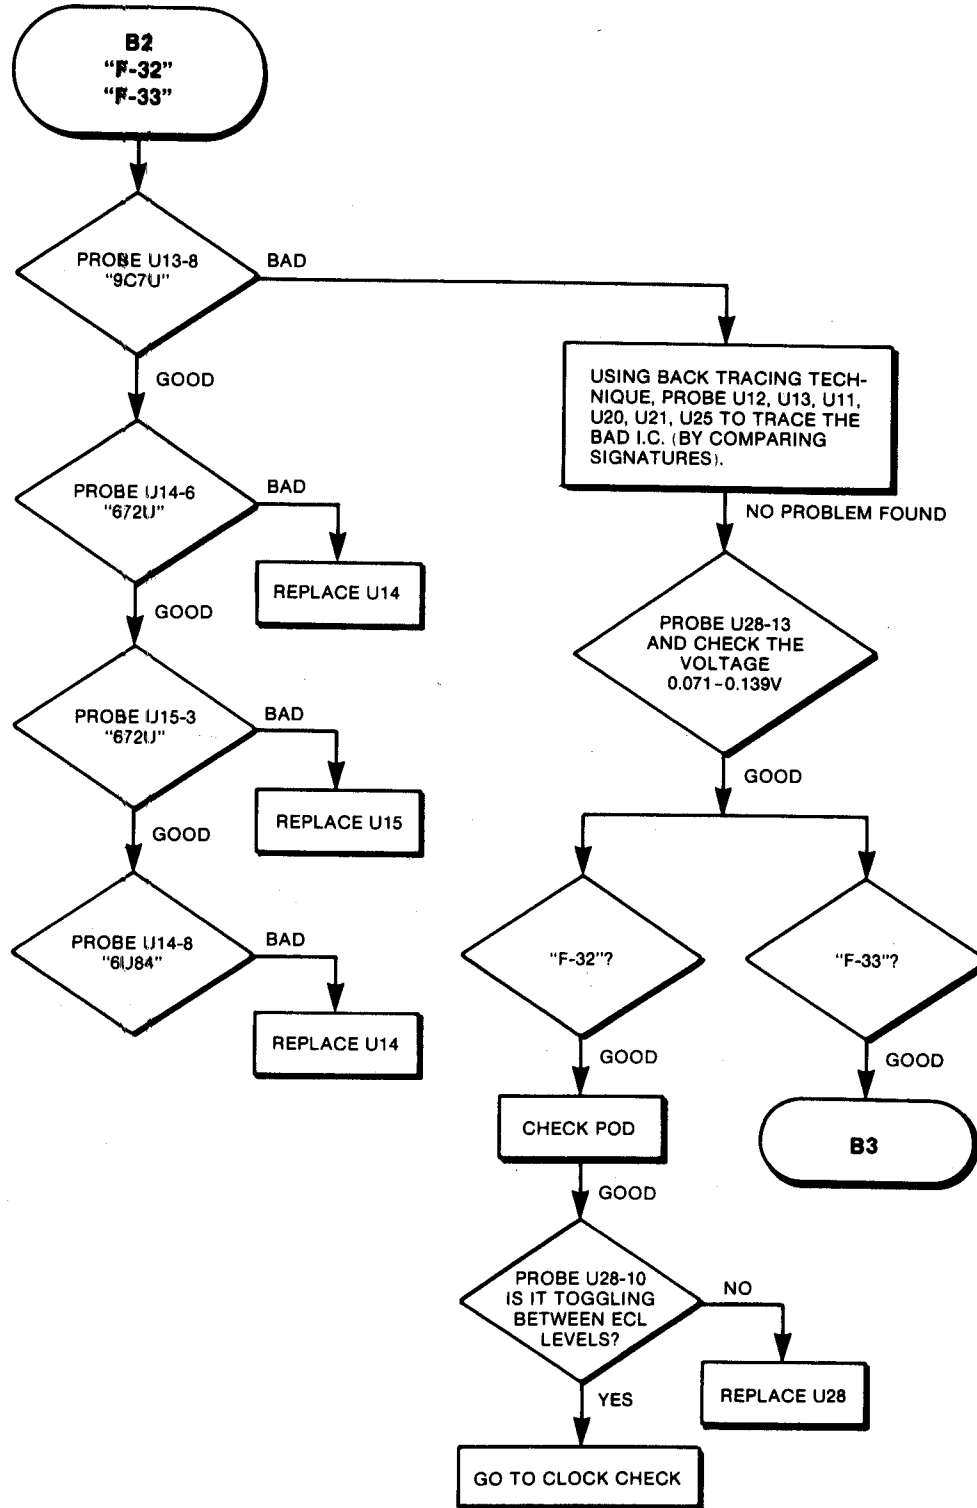 B2
"F-32"
"F-33"
PROBE U13-8
"9C7U"
BAD
GOOD
USING BACK TRACING TECH-
NIQUE, PROBE U12, U13, U11,
U20, U21, U25 TO TRACE THE
BAD I.C. (BY COMPARING
SIGNATURES).
NO PROBLEM FOUND
PROBE U14-6
"672U"
BAD
REPLACE U14
GOOD
PROBE U28-13
AND CHECK THE
VOLTAGE
0.071-0.139V
GOOD
PROBE U15-3
"672U"
BAD
REPLACE U15
GOOD
PROBE U14-8
"6U84"
BAD
REPLACE U14
"F-32"?
GOOD
"F-33"?
GOOD
CHECK POD
GOOD
B3
PROBE U28-10
IS IT TOGGLING
BETWEEN ECL
LEVELS?
NO
REPLACE U28
YES
GO TO CLOCK CHECK